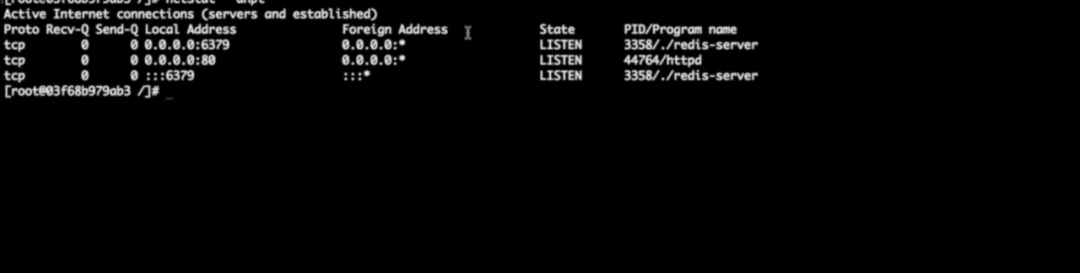 Active Internet connections (servers and established)
Proto Recv-Q Send-Q Local Address Foreign Address State PID/Program name
tcp 0 0 0.0.0.0:6379 0.0.0.0:* LISTEN 3358/./redis-server
tcp 0 0 0.0.0.0:80 0.0.0.0:* LISTEN 44764/httpd
tcp 0 0 :::6379 :::* LISTEN 3358/./redis-server
[root@03f68b979ab3 /]# _